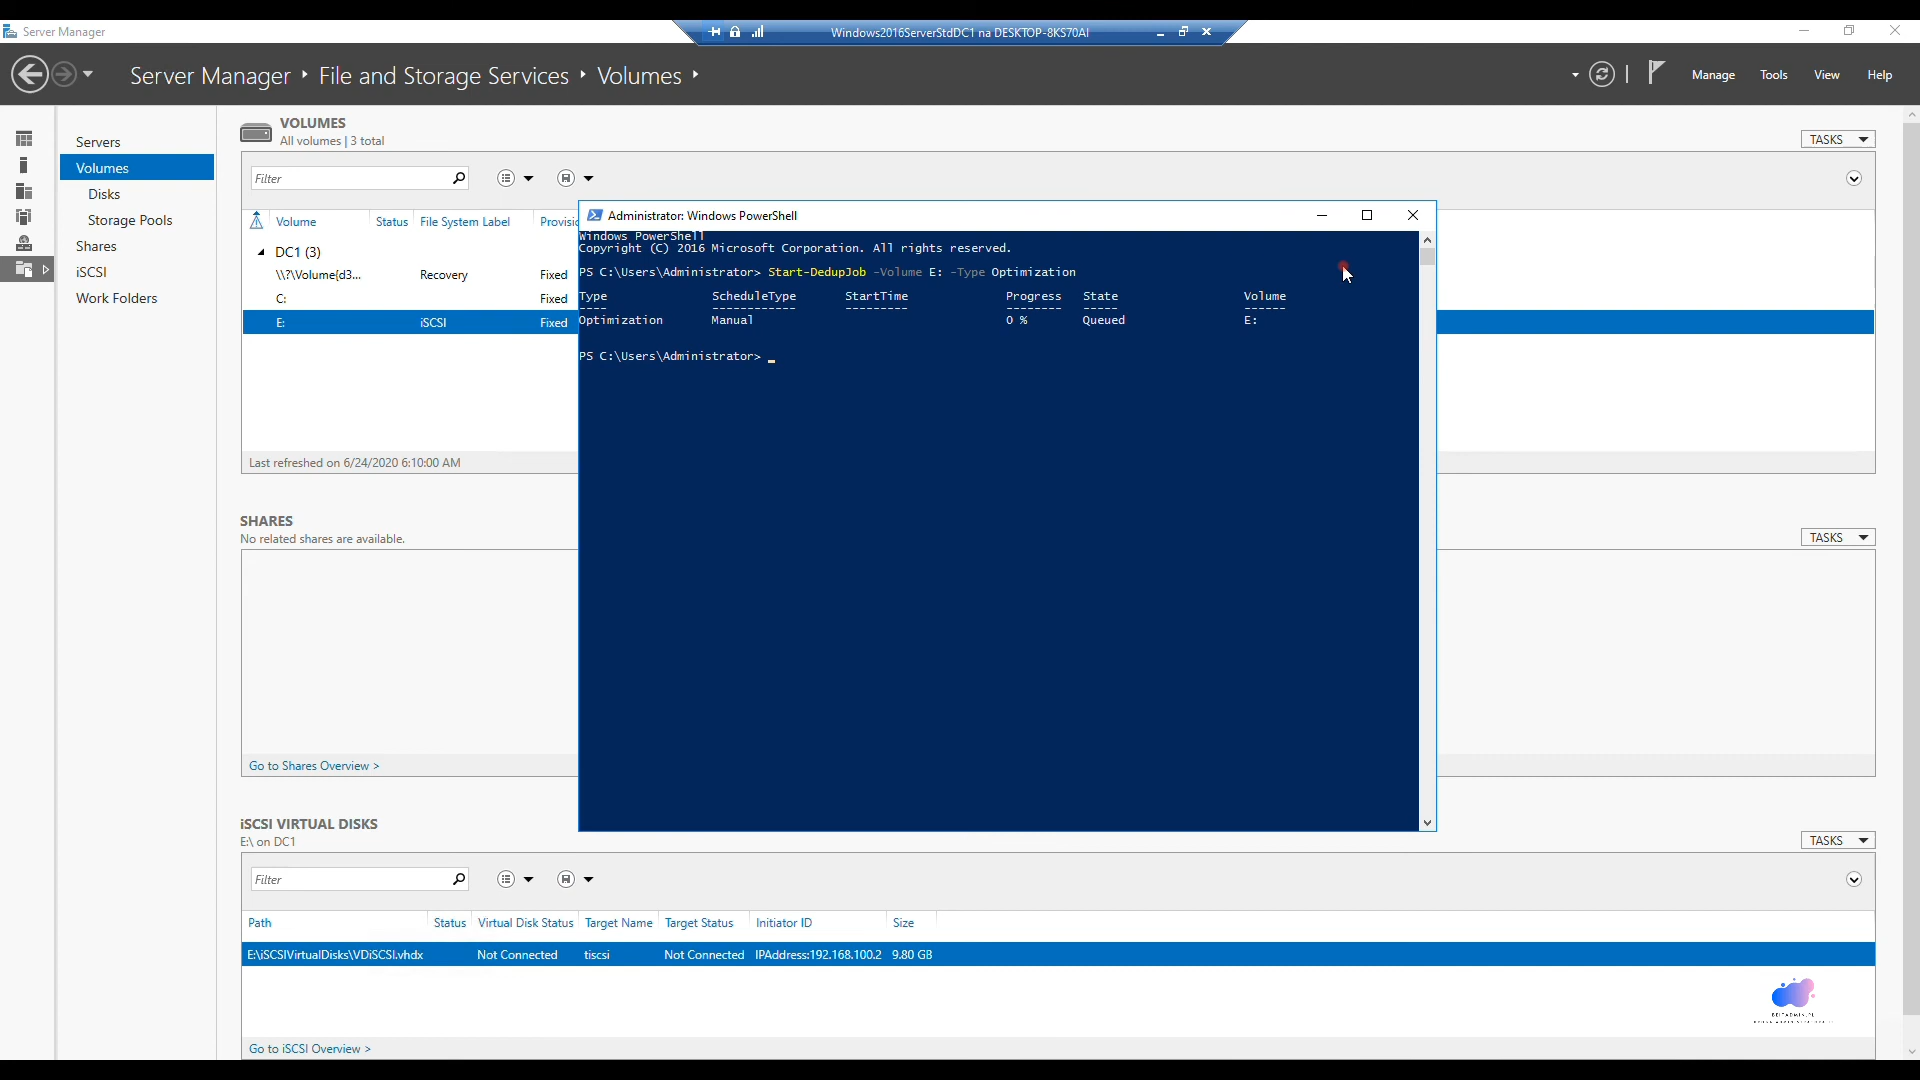 Server Manager
Windows2016ServerStdDC1 na DESKTOP-8KS70AI
Server Manager ‣ File and Storage Services ‣ Volumes ‣
Manage Tools View Help
Servers
Volumes
Disks
Storage Pools
Shares
iSCSI
Work Folders
VOLUMES
All volumes | 3 total
TASKS
Filter
Volume Status File System Label Provisio
DC1 (3)
\\?\Volume{d3... Recovery Fixed
C: Fixed
E: iSCSI Fixed
Last refreshed on 6/24/2020 6:10:00 AM
Administrator: Windows PowerShell
Windows PowerShell
Copyright (C) 2016 Microsoft Corporation. All rights reserved.
PS C:\Users\Administrator> Start-DedupJob -Volume E: -Type Optimization
Type ScheduleType StartTime Progress State Volume
---- ------------ --------- -------- ----- ------
Optimization Manual 0 % Queued E:
PS C:\Users\Administrator> _
SHARES
No related shares are available.
TASKS
Go to Shares Overview >
iSCSI VIRTUAL DISKS
E:\ on DC1
TASKS
Filter
Path Status Virtual Disk Status Target Name Target Status Initiator ID Size
E:\iSCSIVirtualDisks\VDiSCSI.vhdx Not Connected tiscsi Not Connected IPAddress:192.168.100.2 9.80 GB
BEITADMIN.PL
Go to iSCSI Overview >